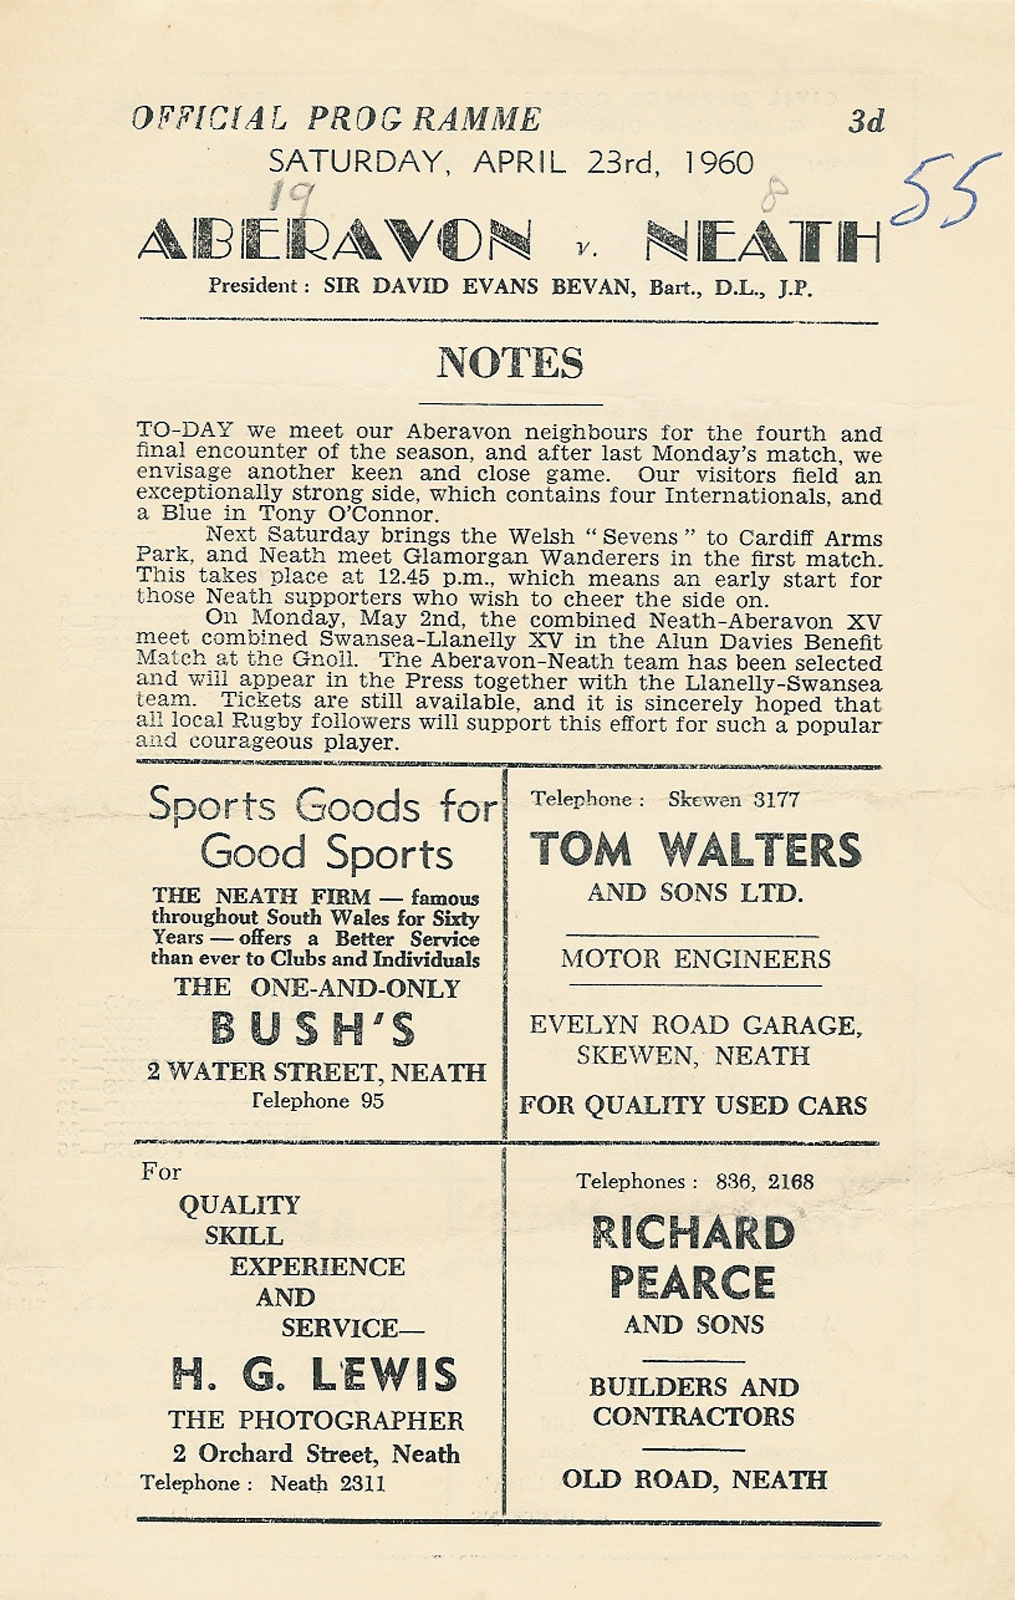 OFFICIAL PROGRAMME 3d
SATURDAY, APRIL 23rd, 1960
55
19 8
ABERAVON v. NEATH
President : SIR DAVID EVANS BEVAN, Bart., D.L., J.P.
NOTES
TO-DAY we meet our Aberavon neighbours for the fourth and
final encounter of the season, and after last Monday's match, we
envisage another keen and close game. Our visitors field an
exceptionally strong side, which contains four Internationals, and
a Blue in Tony O'Connor.
Next Saturday brings the Welsh "Sevens" to Cardiff Arms
Park, and Neath meet Glamorgan Wanderers in the first match.
This takes place at 12.45 p.m., which means an early start for
those Neath supporters who wish to cheer the side on.
On Monday, May 2nd, the combined Neath-Aberavon XV
meet combined Swansea-Llanelly XV in the Alun Davies Benefit
Match at the Gnoll. The Aberavon-Neath team has been selected
and will appear in the Press together with the Llanelly-Swansea
team. Tickets are still available, and it is sincerely hoped that
all local Rugby followers will support this effort for such a popular
and courageous player.
Sports Goods for
Good Sports
THE NEATH FIRM — famous
throughout South Wales for Sixty
Years — offers a Better Service
than ever to Clubs and Individuals
THE ONE-AND-ONLY
BUSH'S
2 WATER STREET, NEATH
Telephone 95
Telephone : Skewen 3177
TOM WALTERS
AND SONS LTD.
MOTOR ENGINEERS
EVELYN ROAD GARAGE,
SKEWEN, NEATH
FOR QUALITY USED CARS
For
QUALITY
SKILL
EXPERIENCE
AND
SERVICE—
H. G. LEWIS
THE PHOTOGRAPHER
2 Orchard Street, Neath
Telephone : Neath 2311
Telephones : 836, 2168
RICHARD
PEARCE
AND SONS
BUILDERS AND
CONTRACTORS
OLD ROAD, NEATH